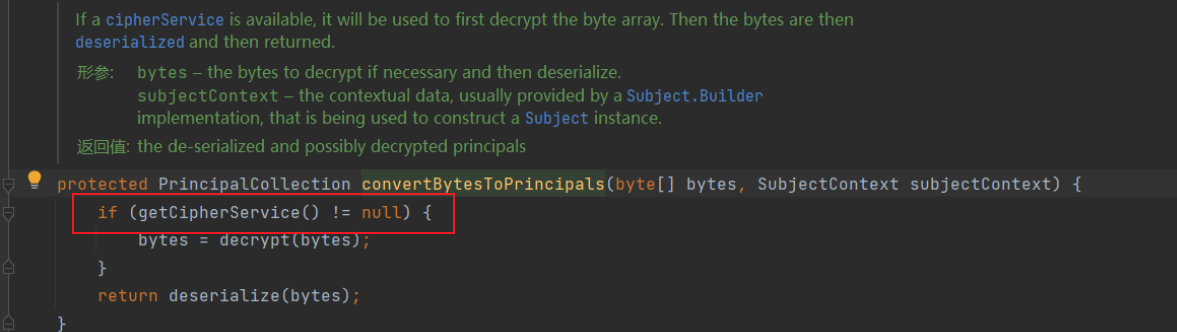 If a cipherService is available, it will be used to first decrypt the byte array. Then the bytes are then
deserialized and then returned.
形参: bytes – the bytes to decrypt if necessary and then deserialize.
subjectContext – the contextual data, usually provided by a Subject.Builder
implementation, that is being used to construct a Subject instance.
返回值: the de-serialized and possibly decrypted principals
protected PrincipalCollection convertBytesToPrincipals(byte[] bytes, SubjectContext subjectContext) {
if (getCipherService() != null) {
bytes = decrypt(bytes);
}
return deserialize(bytes);
}